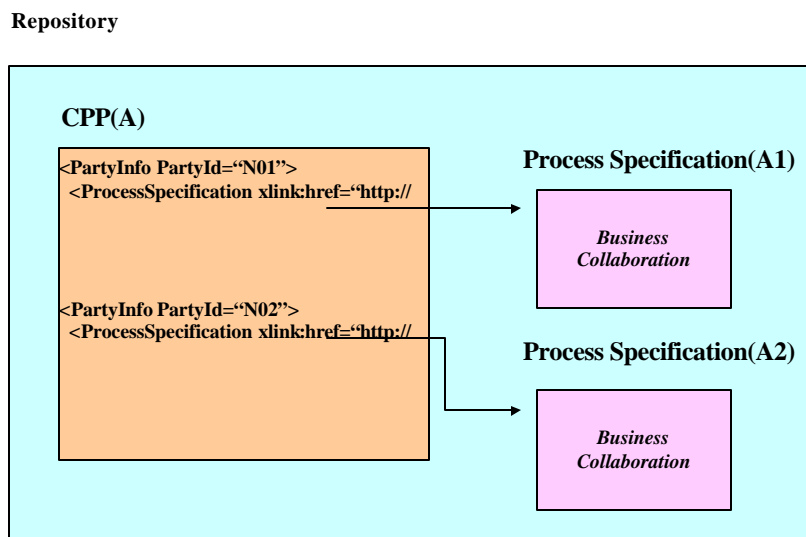 Repository
CPP(A)
<PartyInfo PartyId=“N01”>
<ProcessSpecification xlink:href=“http://
Process Specification(A1)
Business
Collaboration
<PartyInfo PartyId=“N02”>
<ProcessSpecification xlink:href=“http://
Process Specification(A2)
Business
Collaboration